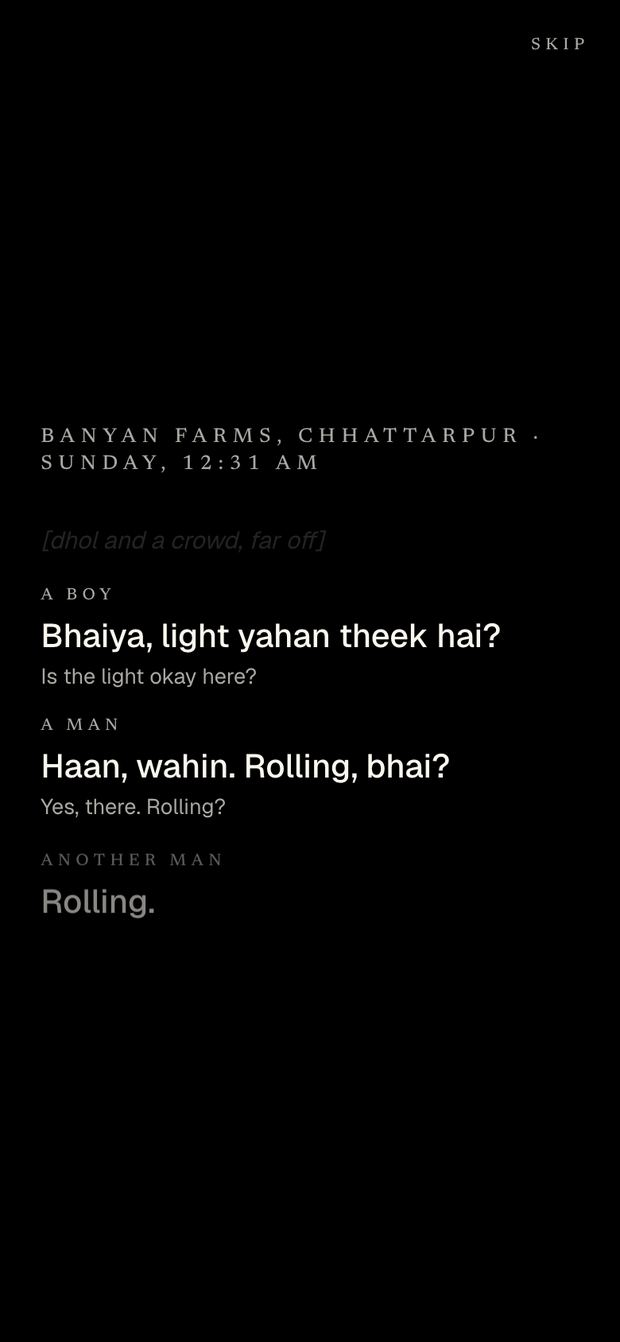 SKIP
BANYAN FARMS, CHHATTARPUR ·
SUNDAY, 12:31 AM
[dhol and a crowd, far off]
A BOY
Bhaiya, light yahan theek hai?
Is the light okay here?
A MAN
Haan, wahin. Rolling, bhai?
Yes, there. Rolling?
ANOTHER MAN
Rolling.